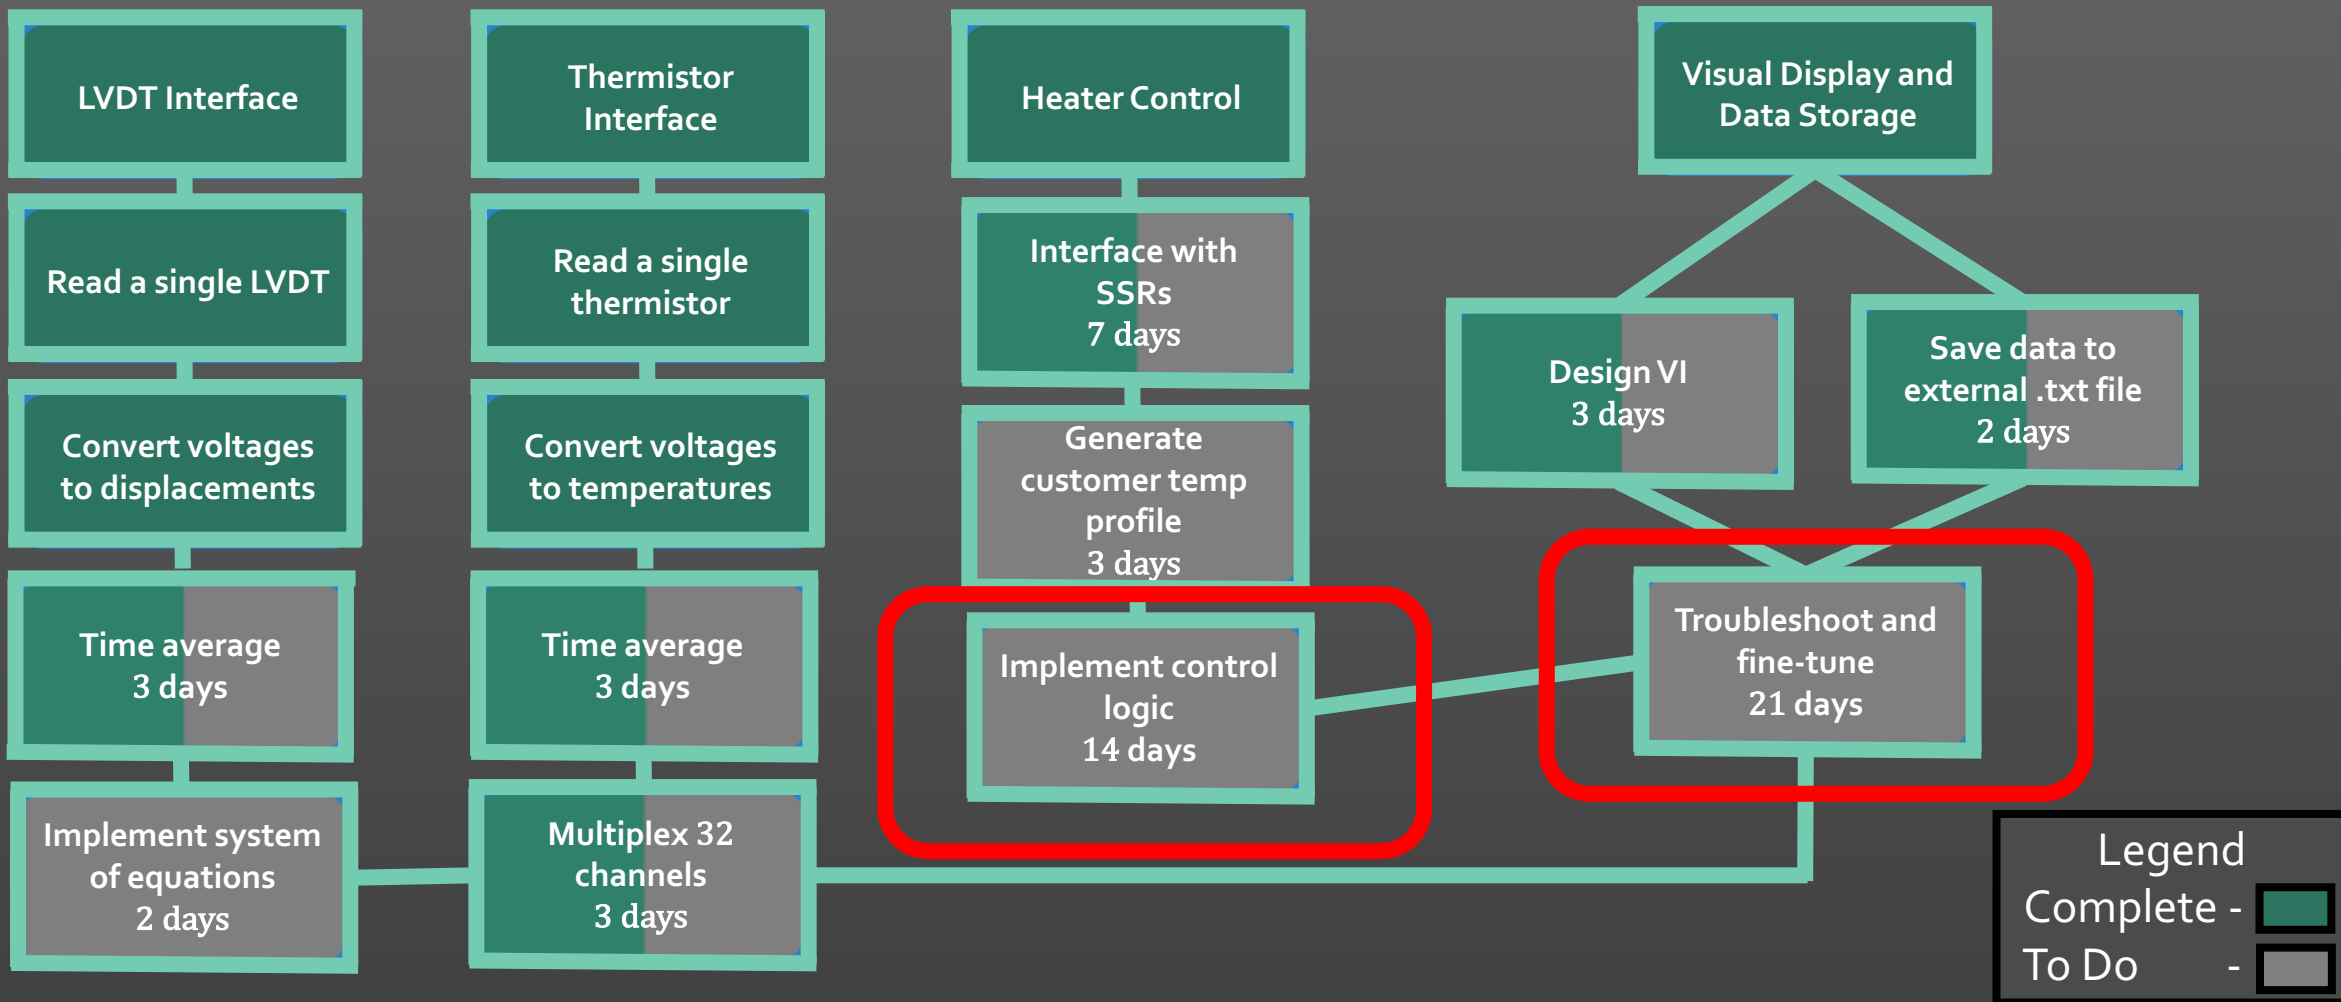 LVDT Interface
Read a single LVDT
Convert voltages
to displacements
Time average
3 days
Implement system
of equations
2 days
Thermistor
Interface
Read a single
thermistor
Convert voltages
to temperatures
Time average
3 days
Multiplex 32
channels
3 days
Heater Control
Interface with
SSRs
7 days
Generate
customer temp
profile
3 days
Implement control
logic
14 days
Visual Display and
Data Storage
Design VI
3 days
Save data to
external .txt file
2 days
Troubleshoot and
fine-tune
21 days
Legend
Complete -
To Do -